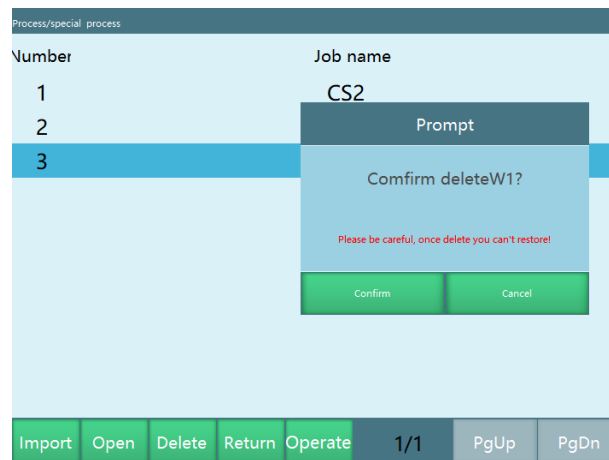 Process/special process
Number Job name
1 CS2
2
Prompt
3
Comfirm deleteW1?
Please be careful, once delete you can't restore!
Confirm Cancel
Import Open Delete Return Operate 1/1 PgUp PgDn